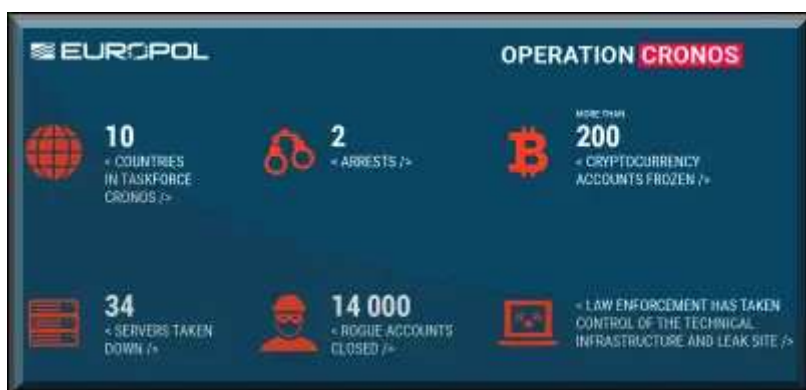 EUROPOL
OPERATION CRONOS
10
< COUNTRIES
IN TASKFORCE
CRONOS />
2
< ARRESTS />
MORE THAN
200
< CRYPTOCURRENCY
ACCOUNTS FROZEN />
34
< SERVERS TAKEN
DOWN />
14 000
< ROGUE ACCOUNTS
CLOSED />
< LAW ENFORCEMENT HAS TAKEN
CONTROL OF THE TECHNICAL
INFRASTRUCTURE AND LEAK SITE />